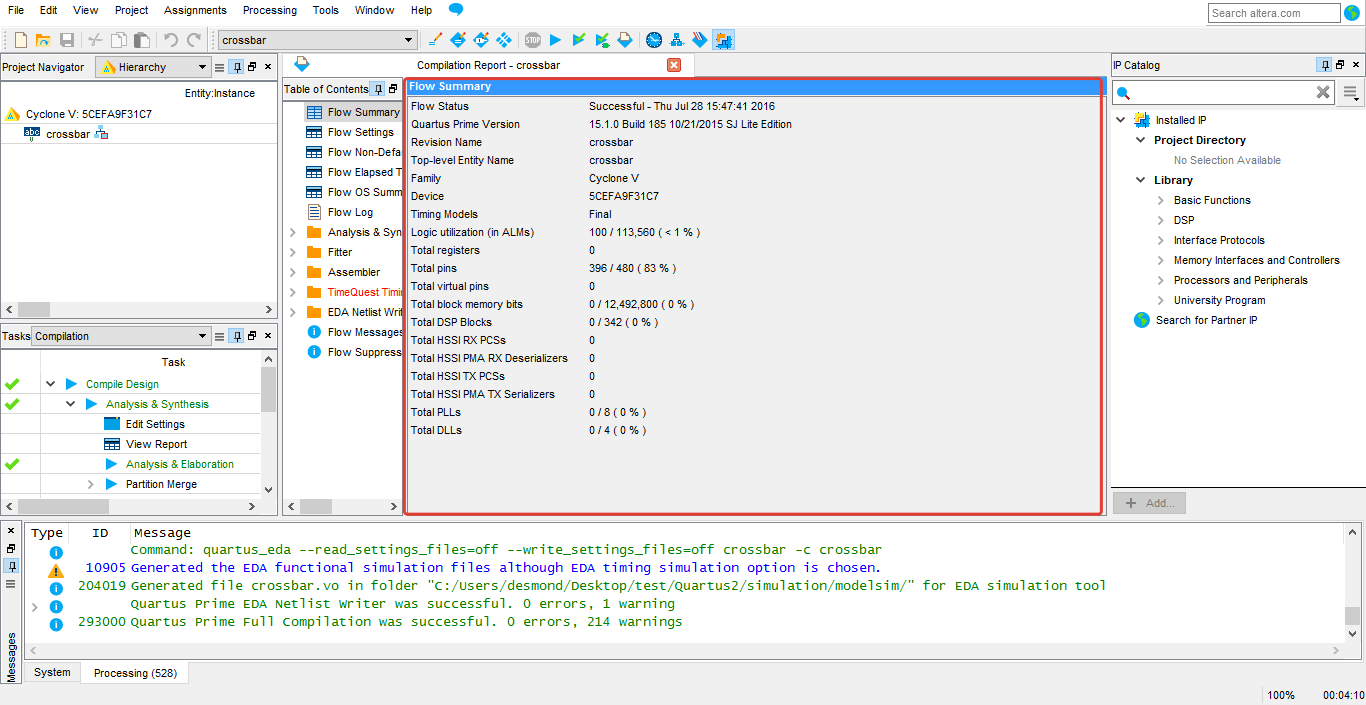 File Edit View Project Assignments Processing Tools Window Help
Search altera.com
crossbar
Project Navigator Hierarchy
Entity:Instance
Cyclone V: 5CEFA9F31C7
abc crossbar
Tasks Compilation
Task
Compile Design
Analysis & Synthesis
Edit Settings
View Report
Analysis & Elaboration
Partition Merge
Compilation Report - crossbar
Table of Contents
Flow Summary
Flow Settings
Flow Non-Defa
Flow Elapsed T
Flow OS Summ
Flow Log
Analysis & Syn
Fitter
Assembler
TimeQuest Timi
EDA Netlist Writ
Flow Messages
Flow Suppress
Flow Summary
Flow Status Successful - Thu Jul 28 15:47:41 2016
Quartus Prime Version 15.1.0 Build 185 10/21/2015 SJ Lite Edition
Revision Name crossbar
Top-level Entity Name crossbar
Family Cyclone V
Device 5CEFA9F31C7
Timing Models Final
Logic utilization (in ALMs) 100 / 113,560 ( < 1 % )
Total registers 0
Total pins 396 / 480 ( 83 % )
Total virtual pins 0
Total block memory bits 0 / 12,492,800 ( 0 % )
Total DSP Blocks 0 / 342 ( 0 % )
Total HSSI RX PCSs 0
Total HSSI PMA RX Deserializers 0
Total HSSI TX PCSs 0
Total HSSI PMA TX Serializers 0
Total PLLs 0 / 8 ( 0 % )
Total DLLs 0 / 4 ( 0 % )
IP Catalog
Installed IP
Project Directory
No Selection Available
Library
Basic Functions
DSP
Interface Protocols
Memory Interfaces and Controllers
Processors and Peripherals
University Program
Search for Partner IP
+ Add...
Type ID Message
Command: quartus_eda --read_settings_files=off --write_settings_files=off crossbar -c crossbar
10905 Generated the EDA functional simulation files although EDA timing simulation option is chosen.
204019 Generated file crossbar.vo in folder "C:/Users/desmond/Desktop/test/Quartus2/simulation/modelsim/" for EDA simulation tool
Quartus Prime EDA Netlist Writer was successful. 0 errors, 1 warning
293000 Quartus Prime Full Compilation was successful. 0 errors, 214 warnings
Messages
System Processing (528)
100% 00:04:10
STOP